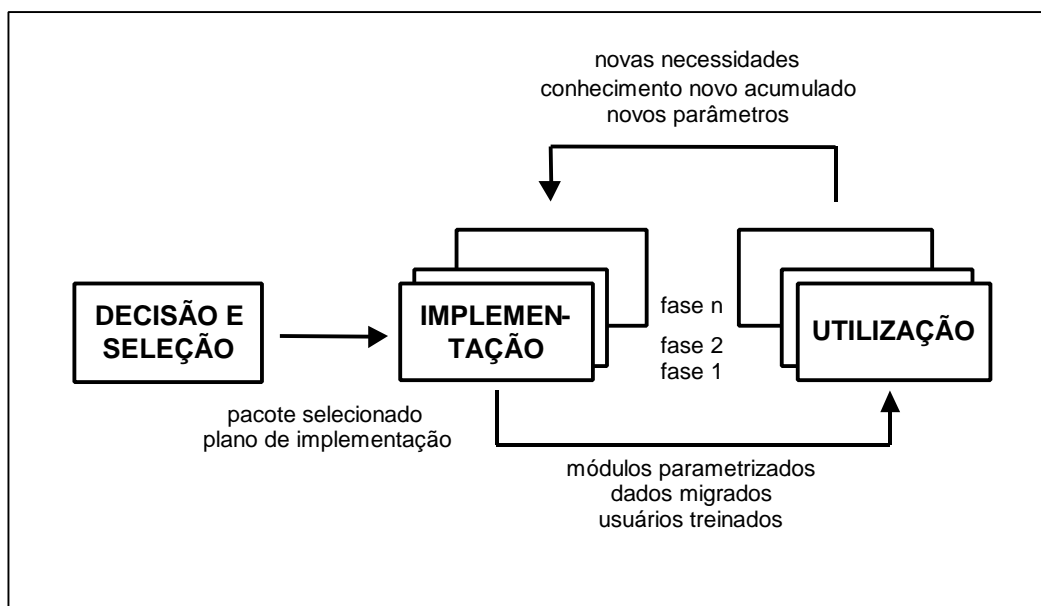 novas necessidades
conhecimento novo acumulado
novos parâmetros
DECISÃO E
SELEÇÃO
IMPLEMEN-
TAÇÃO
fase n
fase 2
fase 1
UTILIZAÇÃO
pacote selecionado
plano de implementação
módulos parametrizados
dados migrados
usuários treinados